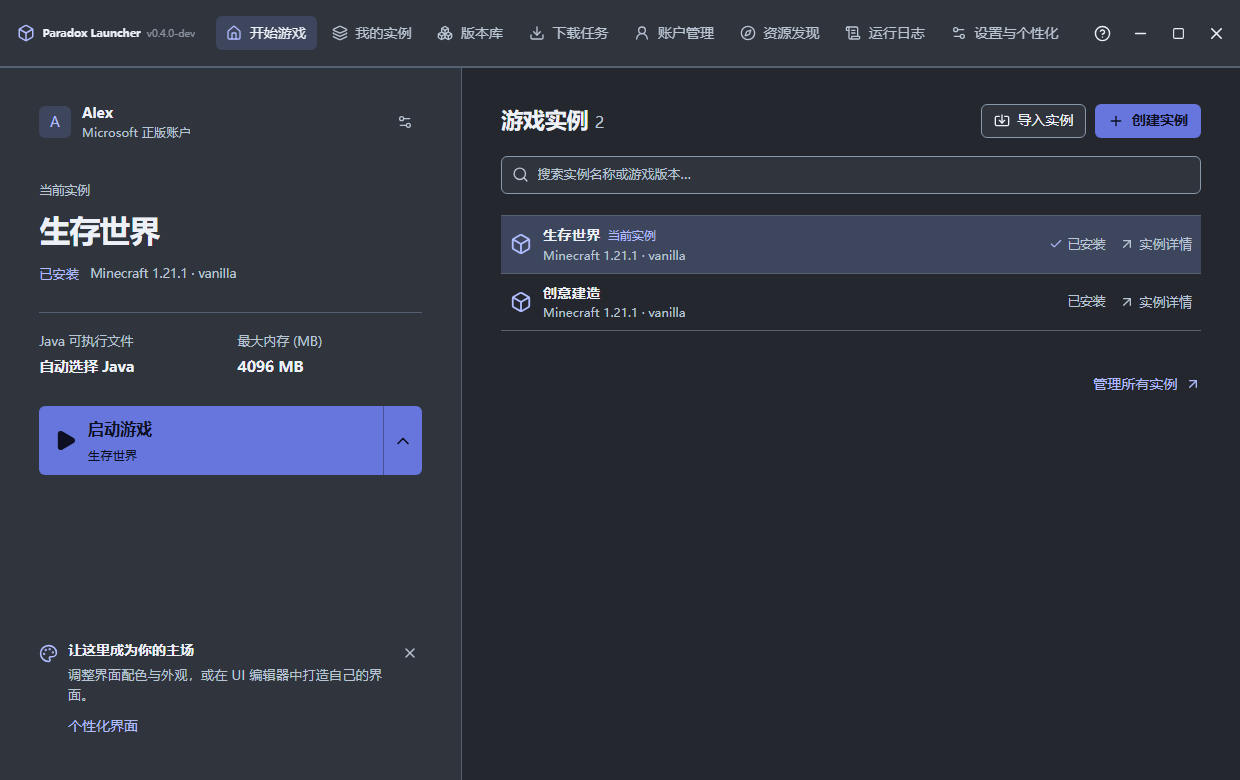 Paradox Launcher v0.4.0-dev
开始游戏
我的实例
版本库
下载任务
账户管理
资源发现
运行日志
设置与个性化
A
Alex
Microsoft 正版账户
当前实例
生存世界
已安装 Minecraft 1.21.1 · vanilla
Java 可执行文件
自动选择 Java
最大内存 (MB)
4096 MB
启动游戏
生存世界
让这里成为你的主场
调整界面配色与外观，或在 UI 编辑器中打造自己的界
面。
个性化界面
游戏实例 2
导入实例
创建实例
搜索实例名称或游戏版本...
生存世界 当前实例
Minecraft 1.21.1 · vanilla
已安装
实例详情
创意建造
Minecraft 1.21.1 · vanilla
已安装
实例详情
管理所有实例